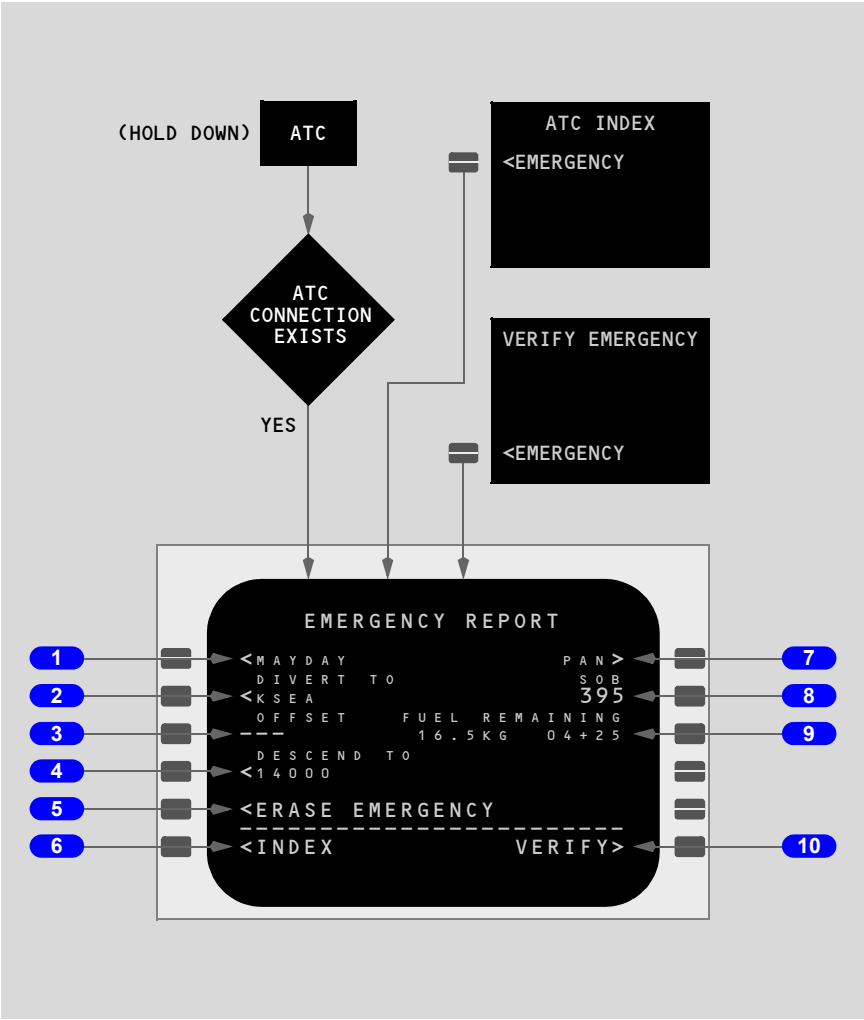 (HOLD DOWN) ATC
ATC
CONNECTION
EXISTS
YES
ATC INDEX
<EMERGENCY
VERIFY EMERGENCY
<EMERGENCY
EMERGENCY REPORT
1 <MAYDAY PAN> 7
DIVERT TO SOB
2 <KSEA 395 8
OFFSET FUEL REMAINING
3 --- 16.5KG 04+25 9
DESCEND TO
4 <14000
5 <ERASE EMERGENCY
------------------------
6 <INDEX VERIFY> 10